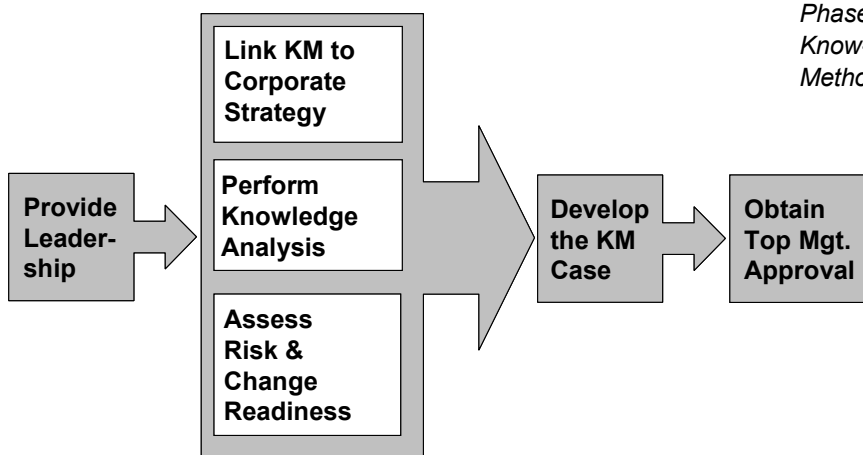 Phase
Know-
Metho
Link KM to
Corporate
Strategy
Perform
Knowledge
Analysis
Assess
Risk &
Change
Readiness
Provide
Leader-
ship
Develop
the KM
Case
Obtain
Top Mgt.
Approval